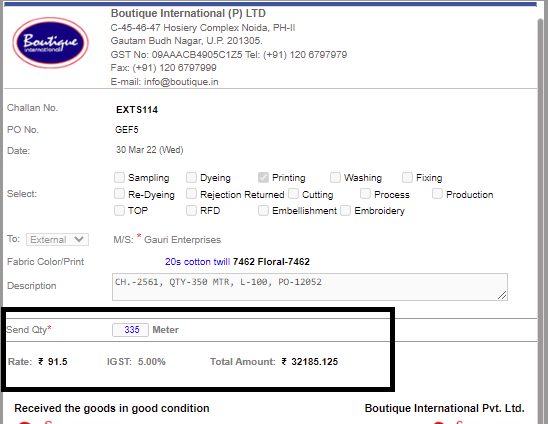 Boutique International (P) LTD
Boutique
international
C-45-46-47 Hosiery Complex Noida, PH-II
Gautam Budh Nagar, U.P. 201305.
GST No: 09AAACB4905C1Z5 Tel: (+91) 120 6797979
Fax: (+91) 120 6797999
E-mail: info@boutique.in
Challan No. EXTS114
PO No. GEF5
Date: 30 Mar 22 (Wed)
Sampling Dyeing Printing Washing Fixing
Select: Re-Dyeing Rejection Returned Cutting Process Production
TOP RFD Embellishment Embroidery
To: External M/S: * Gauri Enterprises
Fabric Color/Print 20s cotton twill 7462 Floral-7462
Description CH.-2561, QTY-350 MTR, L-100, PO-12052
Send Qty* 335 Meter
Rate: ₹ 91.5 IGST: 5.00% Total Amount: ₹ 32185.125
Received the goods in good condition Boutique International Pvt. Ltd.